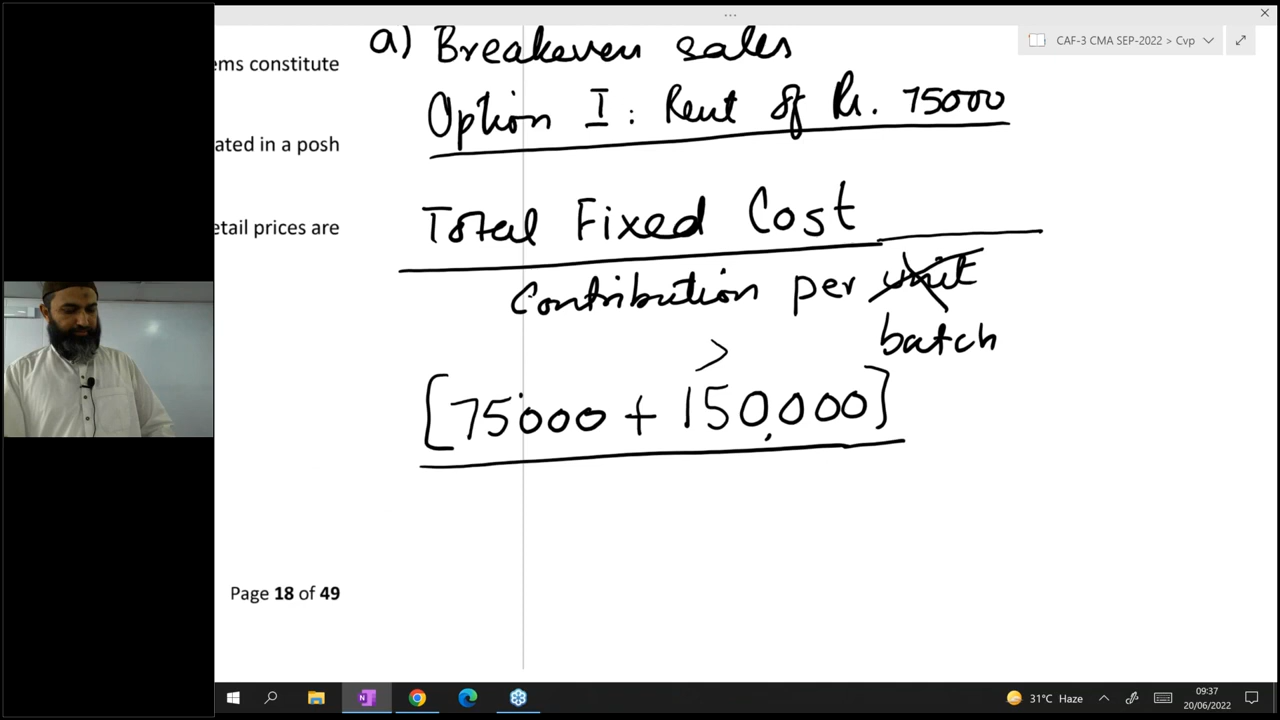 ...
CAF-3 CMA SEP-2022 > Cvp
a) Breakeven sales
ems constitute
Option I : Rent of Rs. 75000
ated in a posh
Total Fixed Cost
etail prices are
Contribution per unit
batch
>
[75000 + 150,000]
Page 18 of 49
31°C Haze
09:37
20/06/2022